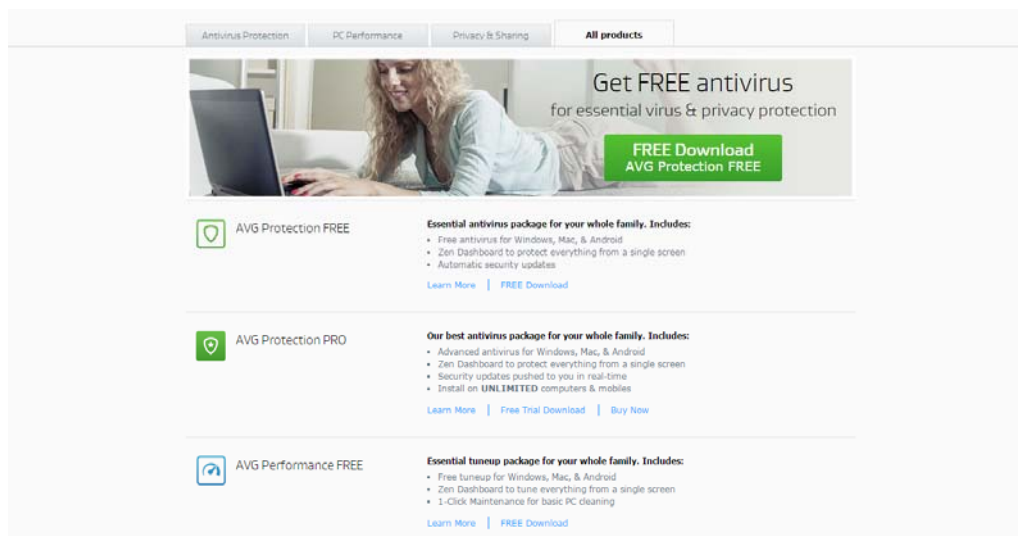 Antivirus Protection
PC Performance
Privacy & Sharing
All products
Get FREE antivirus
for essential virus & privacy protection
FREE Download
AVG Protection FREE
AVG Protection FREE
Essential antivirus package for your whole family. Includes:
• Free antivirus for Windows, Mac, & Android
• Zen Dashboard to protect everything from a single screen
• Automatic security updates
Learn More | FREE Download
AVG Protection PRO
Our best antivirus package for your whole family. Includes:
• Advanced antivirus for Windows, Mac, & Android
• Zen Dashboard to protect everything from a single screen
• Security updates pushed to you in real-time
• Install on UNLIMITED computers & mobiles
Learn More | Free Trial Download | Buy Now
AVG Performance FREE
Essential tuneup package for your whole family. Includes:
• Free tuneup for Windows, Mac, & Android
• Zen Dashboard to tune everything from a single screen
• 1-Click Maintenance for basic PC cleaning
Learn More | FREE Download